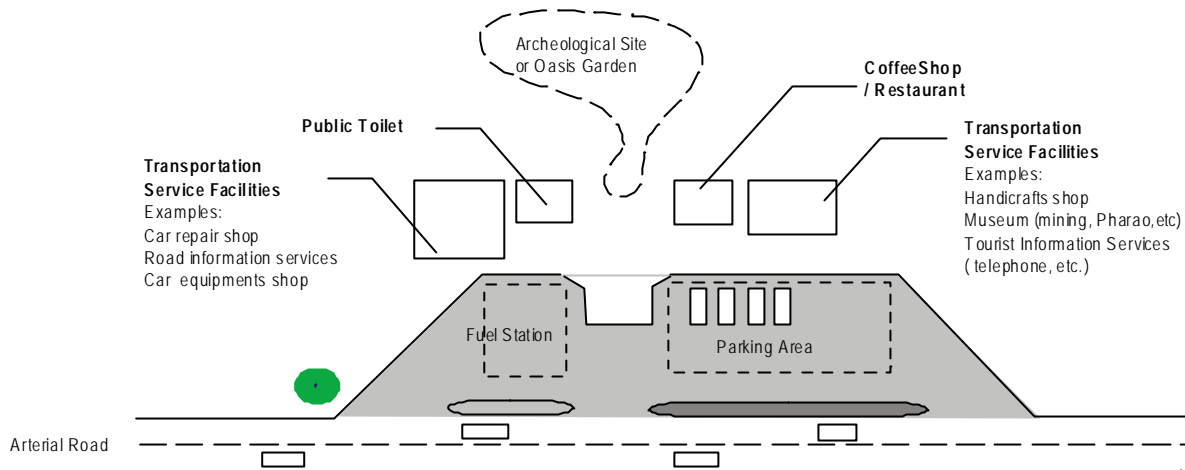 Archeological Site
or Oasis Garden
CoffeeShop
/ Restaurant
Public Toilet
Transportation
Service Facilities
Examples:
Car repair shop
Road information services
Car equipments shop
Transportation
Service Facilities
Examples:
Handicrafts shop
Museum (mining, Pharao,etc)
Tourist Information Services
( telephone, etc.)
Fuel Station
Parking Area
Arterial Road